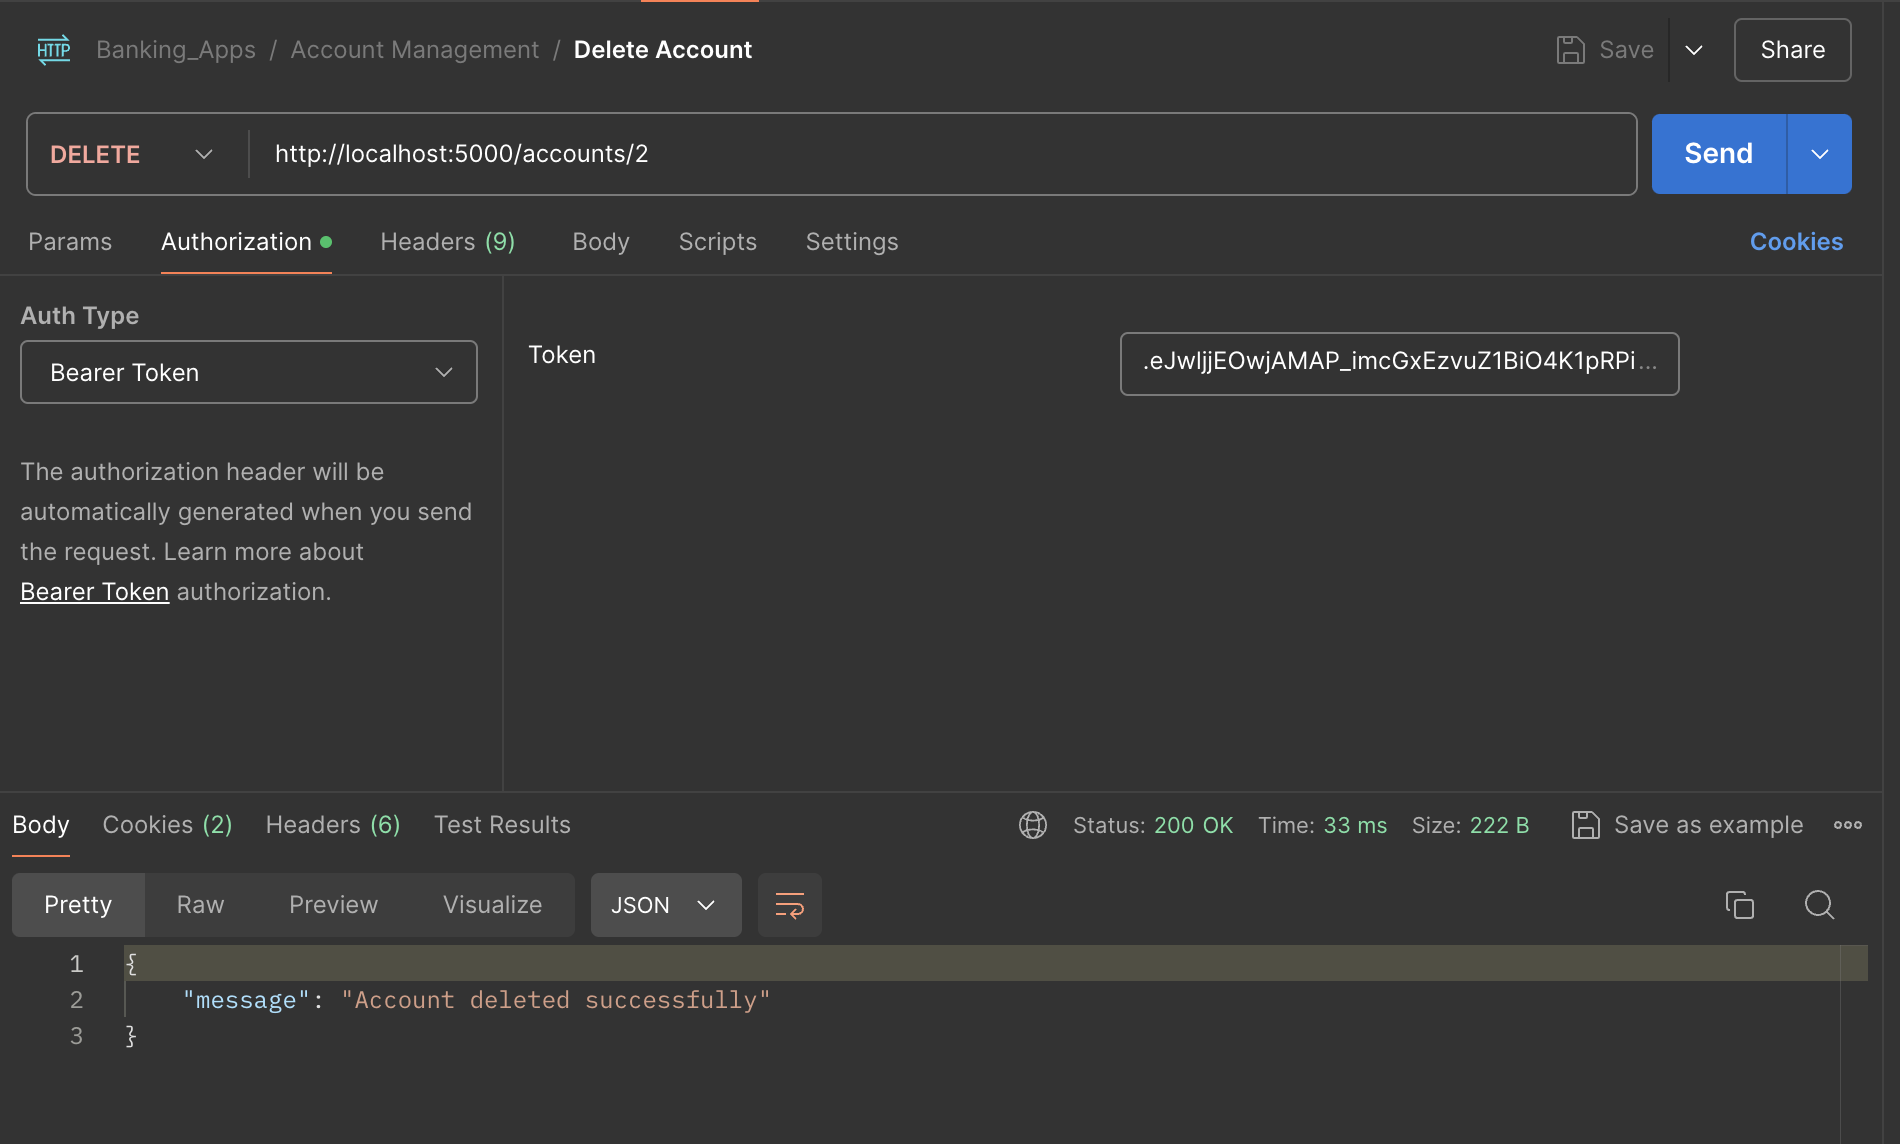 HTTP Banking_Apps / Account Management / Delete Account Save Share
DELETE http://localhost:5000/accounts/2 Send
Params Authorization Headers (9) Body Scripts Settings Cookies
Auth Type
Bearer Token
Token .eJwljjEOwjAMAP_imcGxEzvuZ1BiO4K1pRPi...
The authorization header will be
automatically generated when you send
the request. Learn more about
Bearer Token authorization.
Body Cookies (2) Headers (6) Test Results Status: 200 OK Time: 33 ms Size: 222 B Save as example
Pretty Raw Preview Visualize JSON
1 {
2 "message": "Account deleted successfully"
3 }